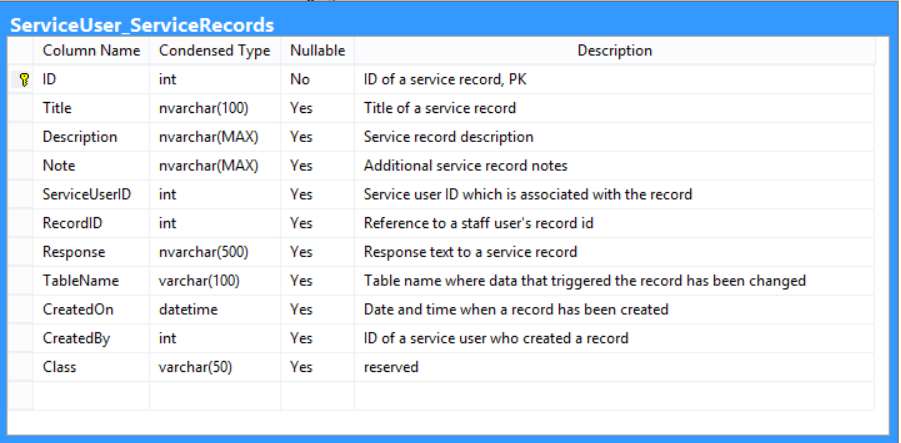 ServiceUser_ServiceRecords
Column Name Condensed Type Nullable Description
ID int No ID of a service record, PK
Title nvarchar(100) Yes Title of a service record
Description nvarchar(MAX) Yes Service record description
Note nvarchar(MAX) Yes Additional service record notes
ServiceUserID int Yes Service user ID which is associated with the record
RecordID int Yes Reference to a staff user's record id
Response nvarchar(500) Yes Response text to a service record
TableName varchar(100) Yes Table name where data that triggered the record has been changed
CreatedOn datetime Yes Date and time when a record has been created
CreatedBy int Yes ID of a service user who created a record
Class varchar(50) Yes reserved